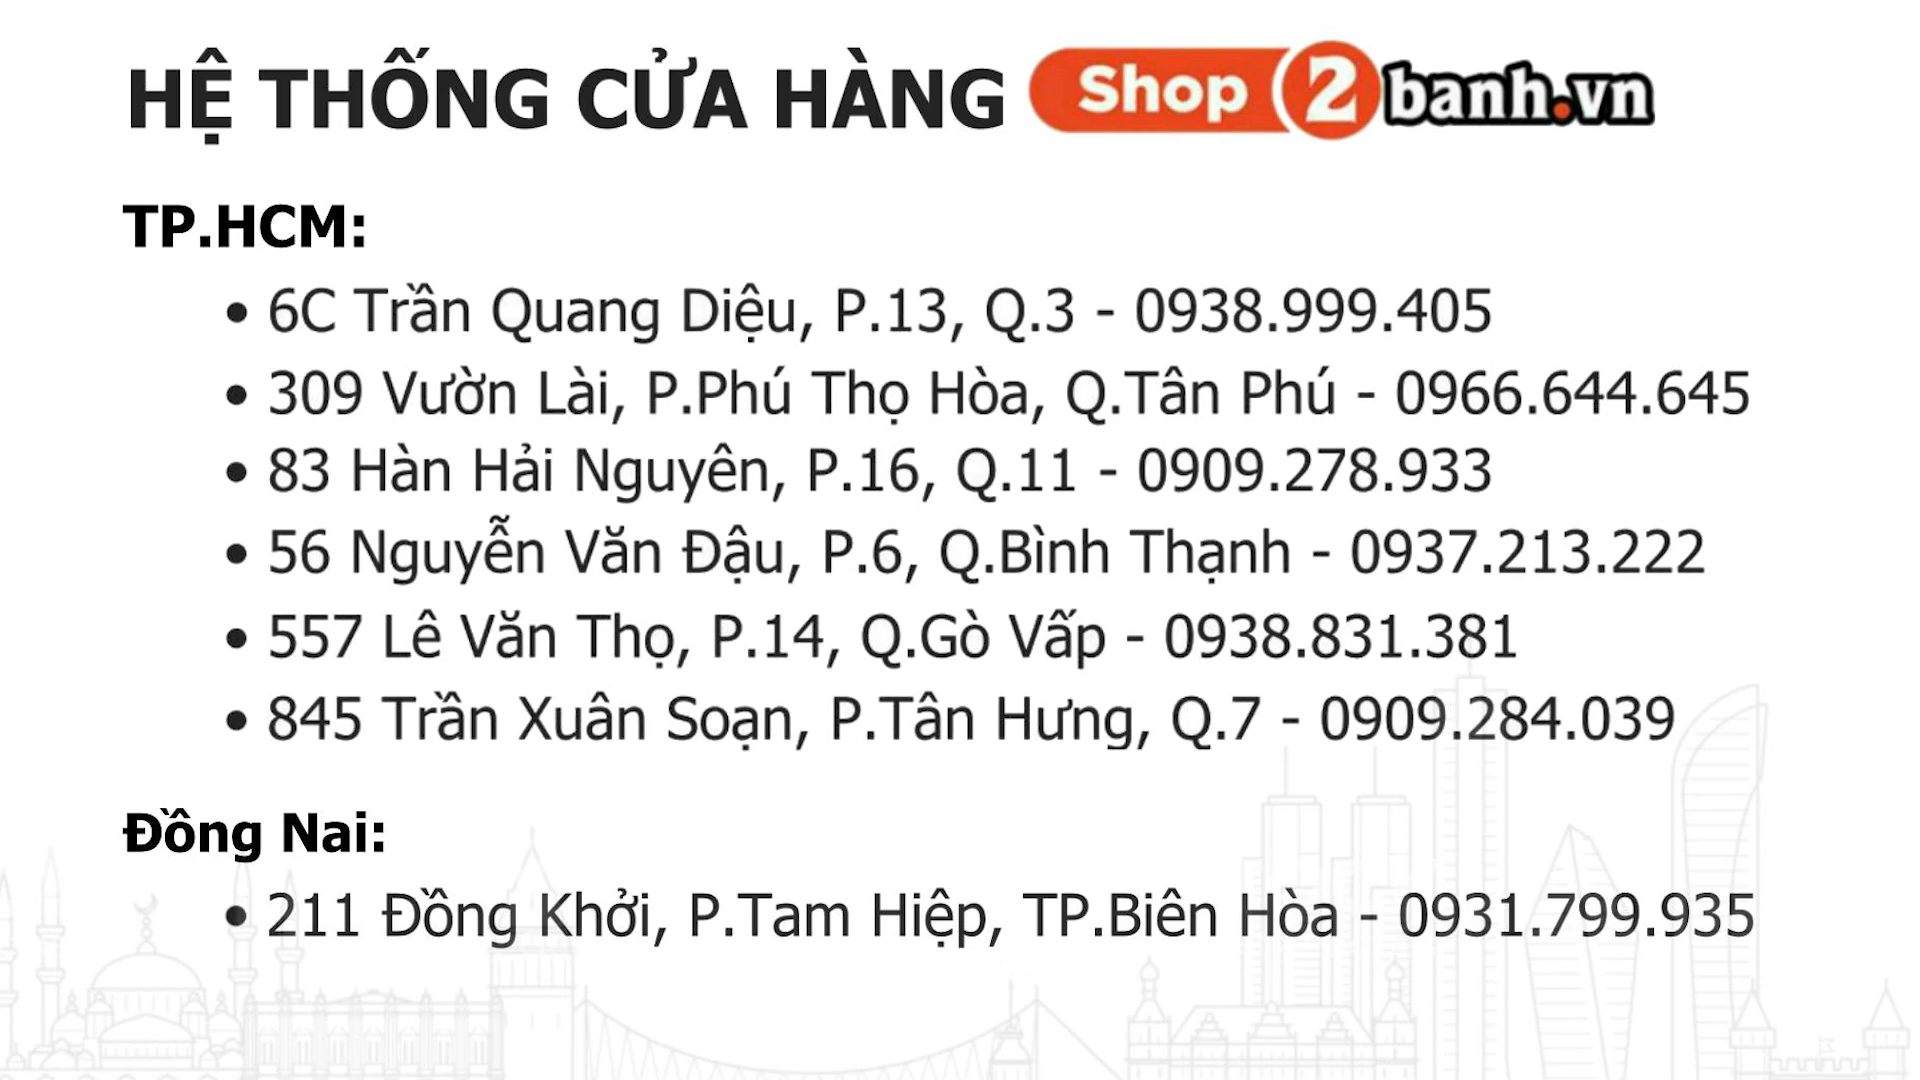 HỆ THỐNG CỬA HÀNG Shop 2 banh.vn
TP.HCM:
• 6C Trần Quang Diệu, P.13, Q.3 - 0938.999.405
• 309 Vườn Lài, P.Phú Thọ Hòa, Q.Tân Phú - 0966.644.645
• 83 Hàn Hải Nguyên, P.16, Q.11 - 0909.278.933
• 56 Nguyễn Văn Đậu, P.6, Q.Bình Thạnh - 0937.213.222
• 557 Lê Văn Thọ, P.14, Q.Gò Vấp - 0938.831.381
• 845 Trần Xuân Soạn, P.Tân Hưng, Q.7 - 0909.284.039
Đồng Nai:
• 211 Đồng Khởi, P.Tam Hiệp, TP.Biên Hòa - 0931.799.935